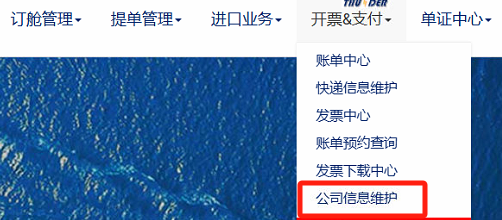 订舱管理 提单管理 进口业务 开票&支付 单证中心
账单中心
快递信息维护
发票中心
账单预约查询
发票下载中心
公司信息维护